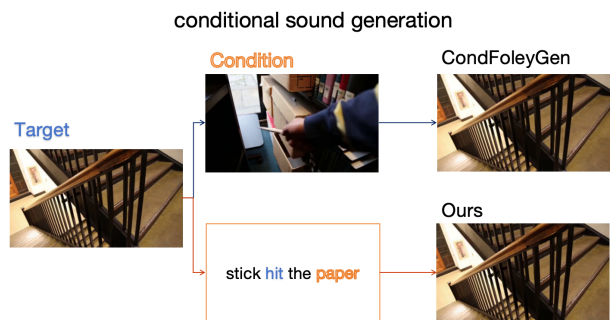 conditional sound generation
Condition
CondFoleyGen
Target
Ours
stick hit the paper